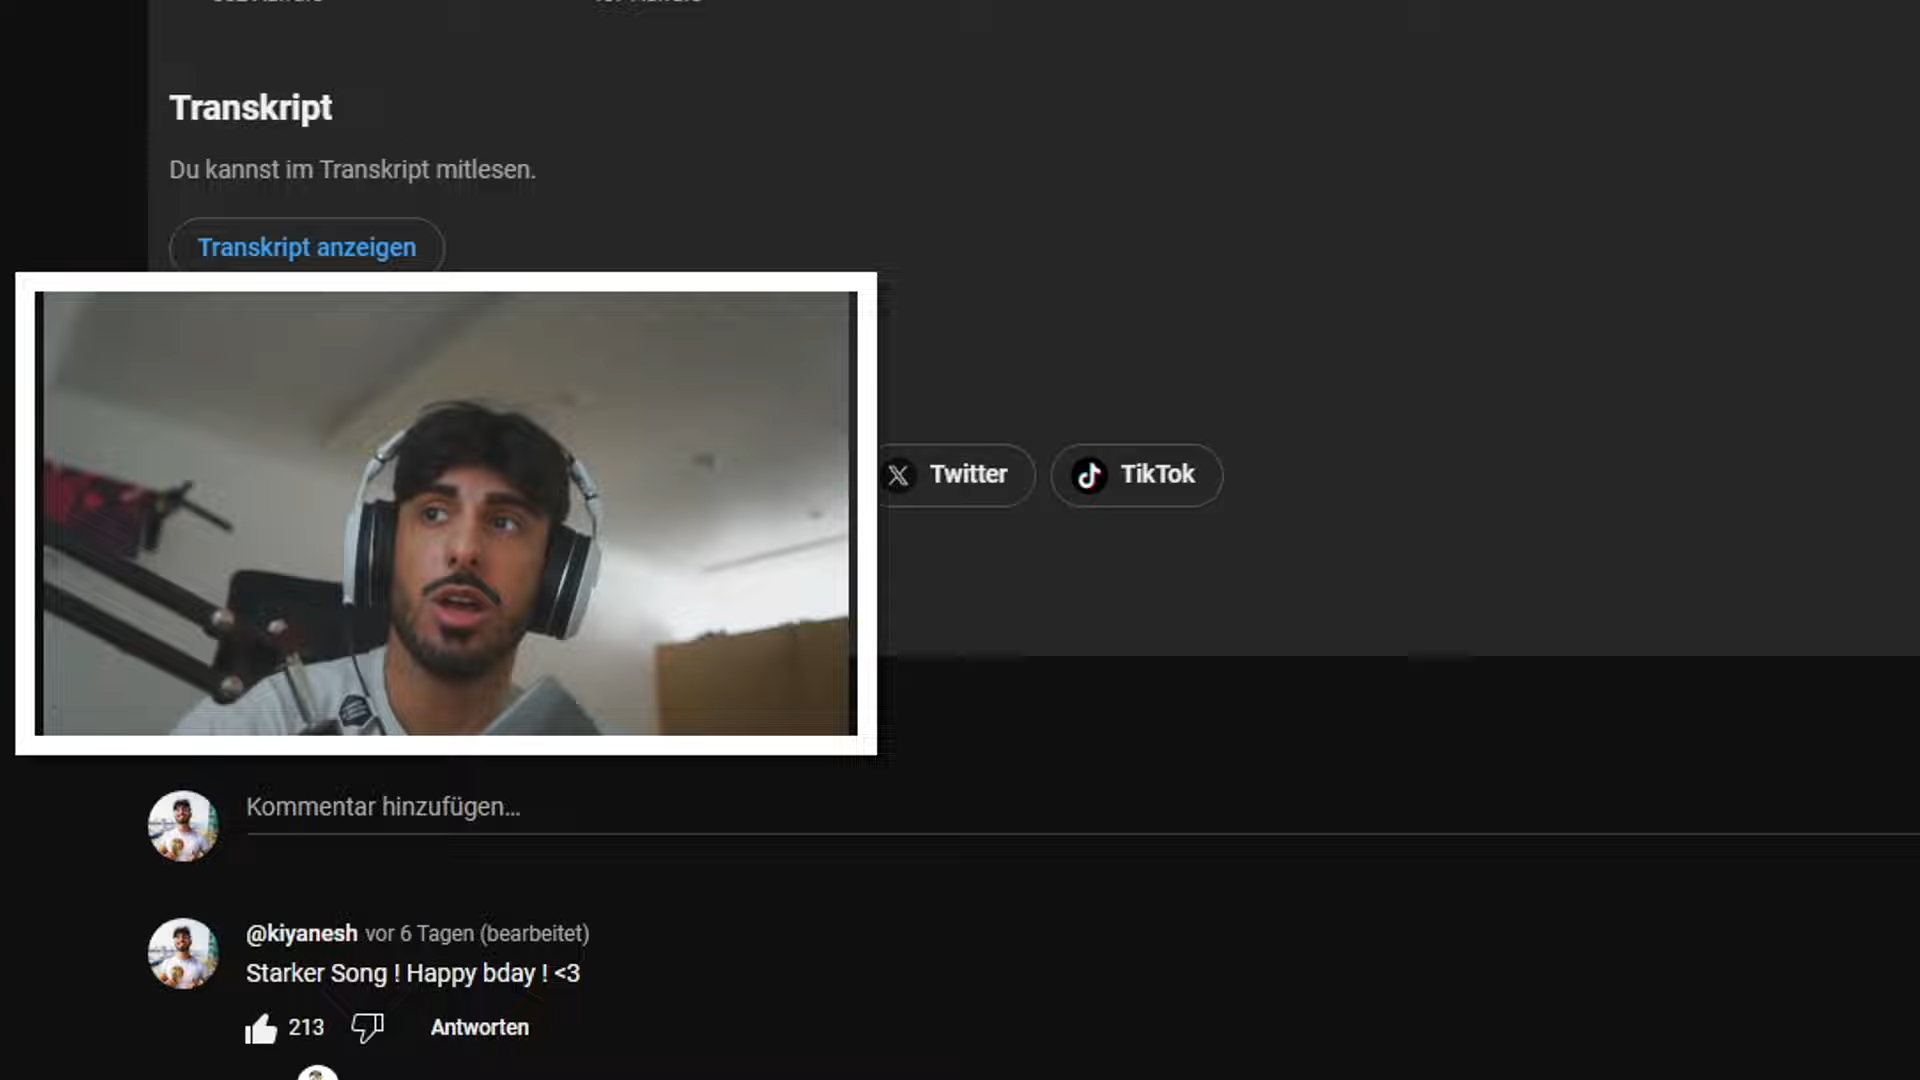 Transkript
Du kannst im Transkript mitlesen.
Transkript anzeigen
Twitter
TikTok
Kommentar hinzufügen...
@kiyanesh vor 6 Tagen (bearbeitet)
Starker Song ! Happy bday ! <3
213
Antworten